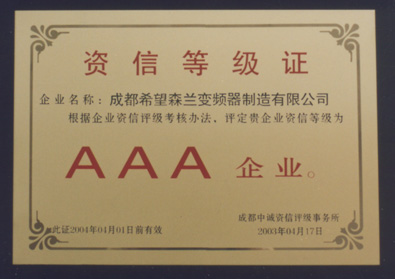 资信等级证
企业名称：成都希望森兰变频器制造有限公司
根据企业资信评级考核办法、评定贵企业资信等级为
AAA企业。
成都中诚资信评级事务所
此证2004年04月01日前有效
2003年04月17日